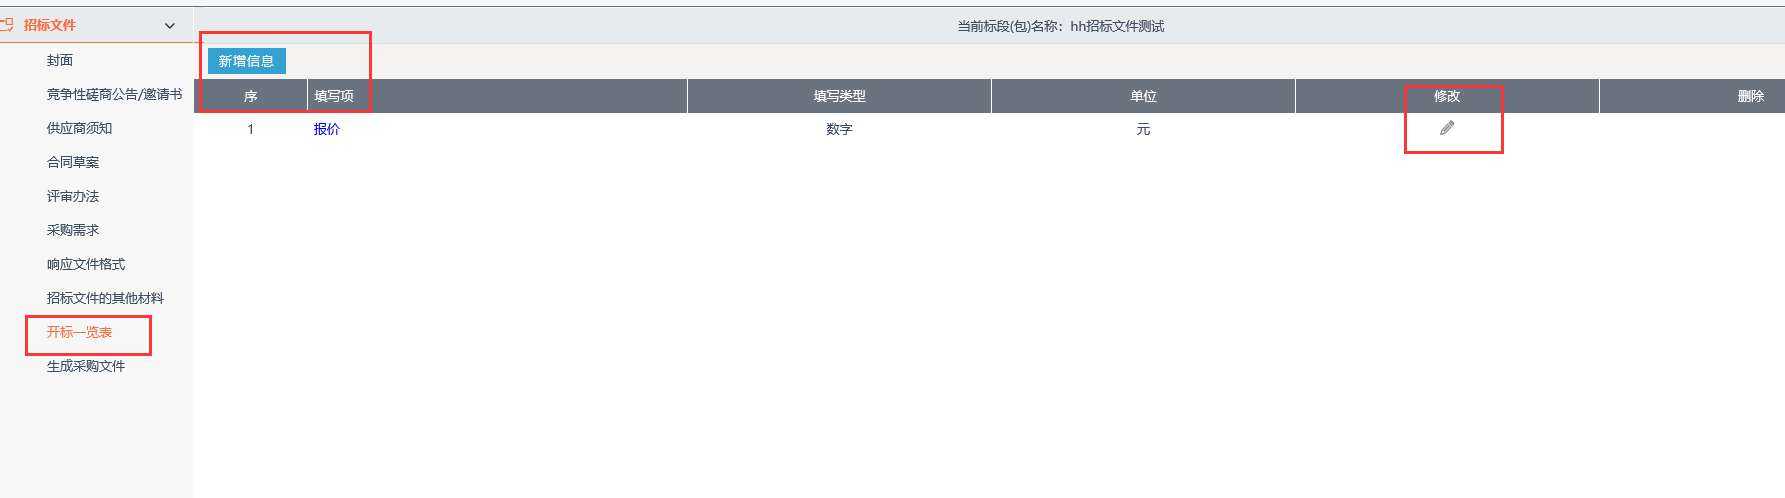 招标文件
当前标段(包)名称：hh招标文件测试
封面
竞争性磋商公告/邀请书
供应商须知
合同草案
评审办法
采购需求
响应文件格式
招标文件的其他材料
开标一览表
生成采购文件
新增信息
序 填写项 填写类型 单位 修改 删除
1 报价 数字 元